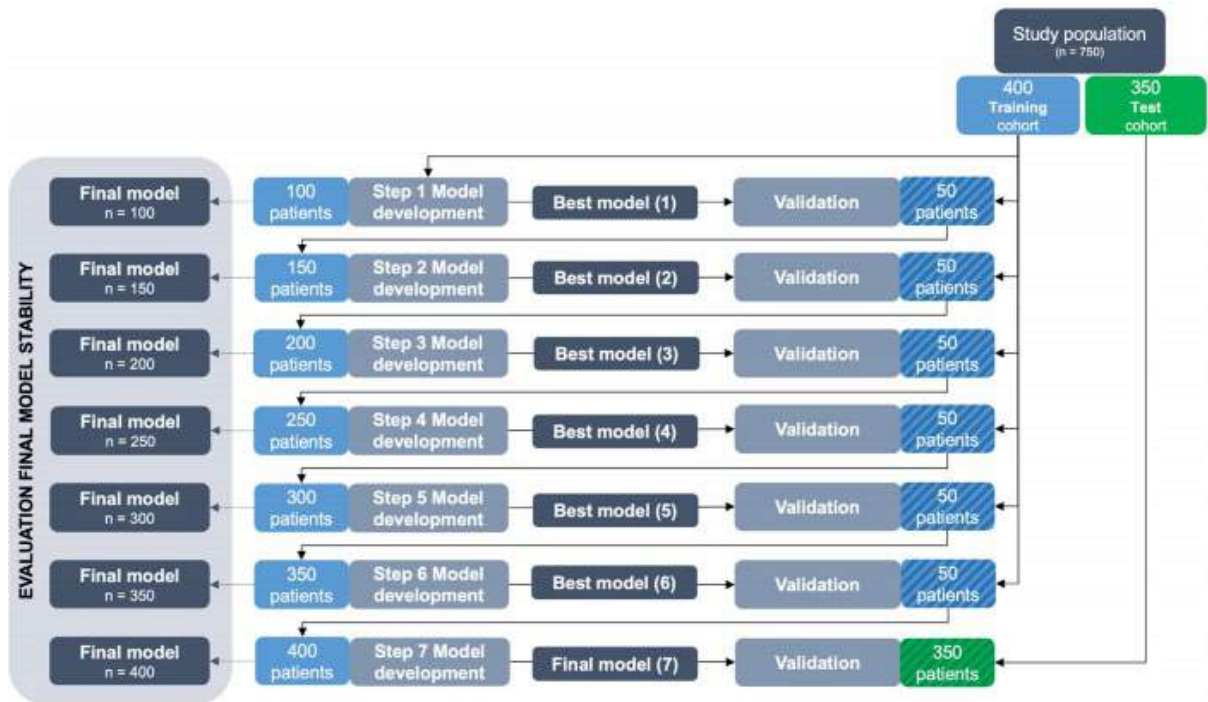 Study population
(n = 750)
400
Training
cohort
350
Test
cohort
EVALUATION FINAL MODEL STABILITY
Final model
n = 100
100
patients
Step 1 Model
development
Best model (1)
Validation
50
patients
Final model
n = 150
150
patients
Step 2 Model
development
Best model (2)
Validation
50
patients
Final model
n = 200
200
patients
Step 3 Model
development
Best model (3)
Validation
50
patients
Final model
n = 250
250
patients
Step 4 Model
development
Best model (4)
Validation
50
patients
Final model
n = 300
300
patients
Step 5 Model
development
Best model (5)
Validation
50
patients
Final model
n = 350
350
patients
Step 6 Model
development
Best model (6)
Validation
50
patients
Final model
n = 400
400
patients
Step 7 Model
development
Final model (7)
Validation
350
patients